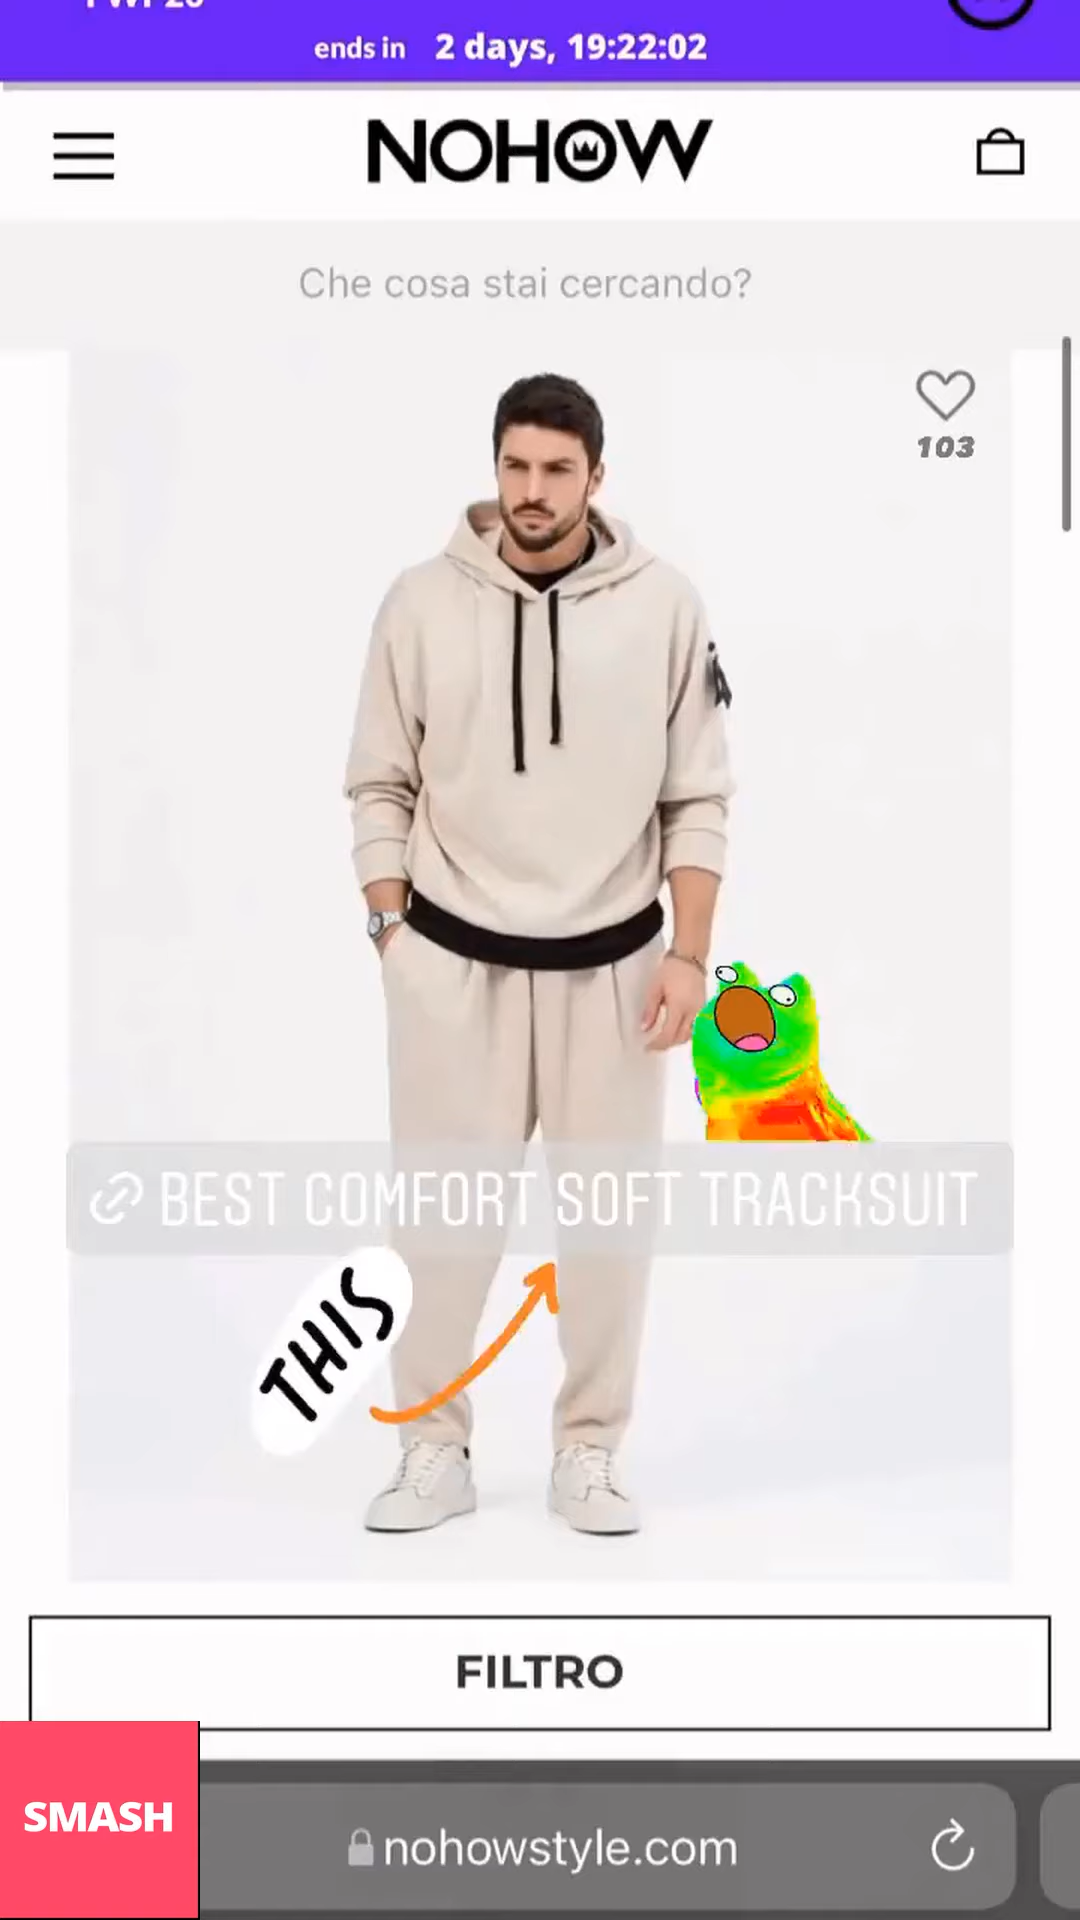 ends in 2 days, 19:22:02
NOHOW
Che cosa stai cercando?
103
BEST COMFORT SOFT TRACKSUIT
THIS
FILTRO
SMASH
nohowstyle.com